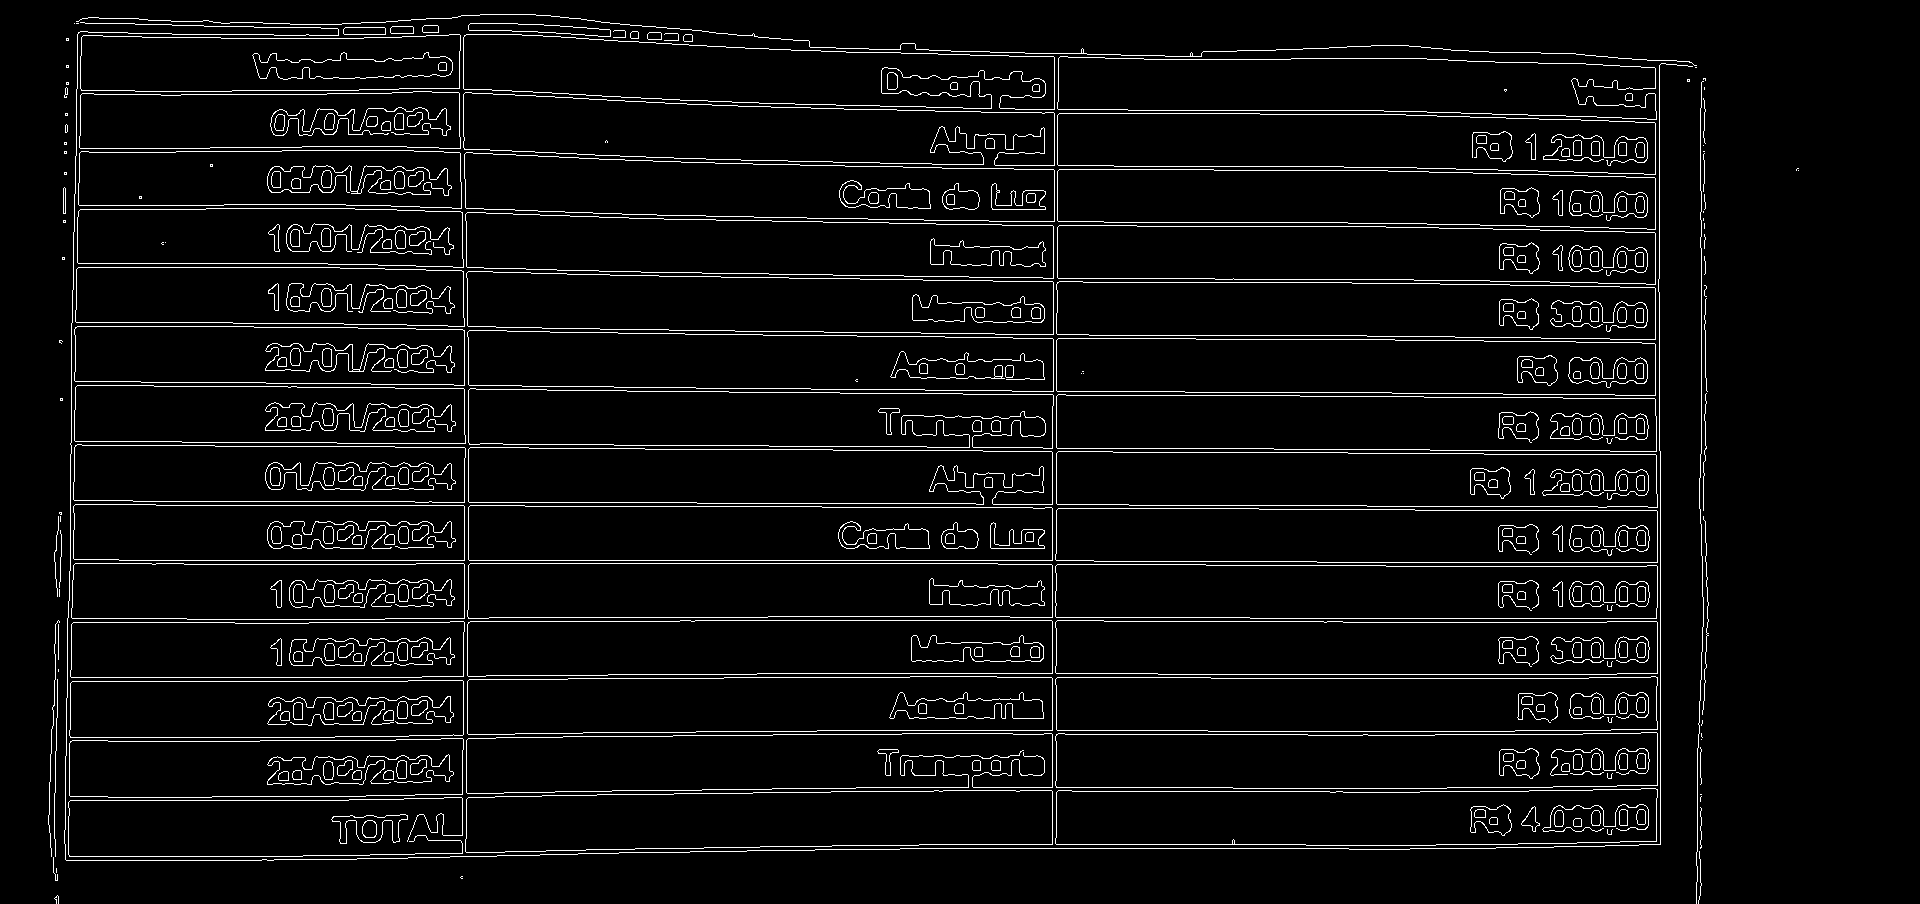 Vencimento Descrição Valor
01/01/2024 Aluguel R$ 1.200,00
05/01/2024 Conta de Luz R$ 150,00
10/01/2024 Internet R$ 100,00
15/01/2024 Mercado R$ 300,00
20/01/2024 Academia R$ 80,00
25/01/2024 Transporte R$ 200,00
01/02/2024 Aluguel R$ 1.200,00
05/02/2024 Conta de Luz R$ 150,00
10/02/2024 Internet R$ 100,00
15/02/2024 Mercado R$ 300,00
20/02/2024 Academia R$ 80,00
25/02/2024 Transporte R$ 200,00
TOTAL R$ 4.060,00